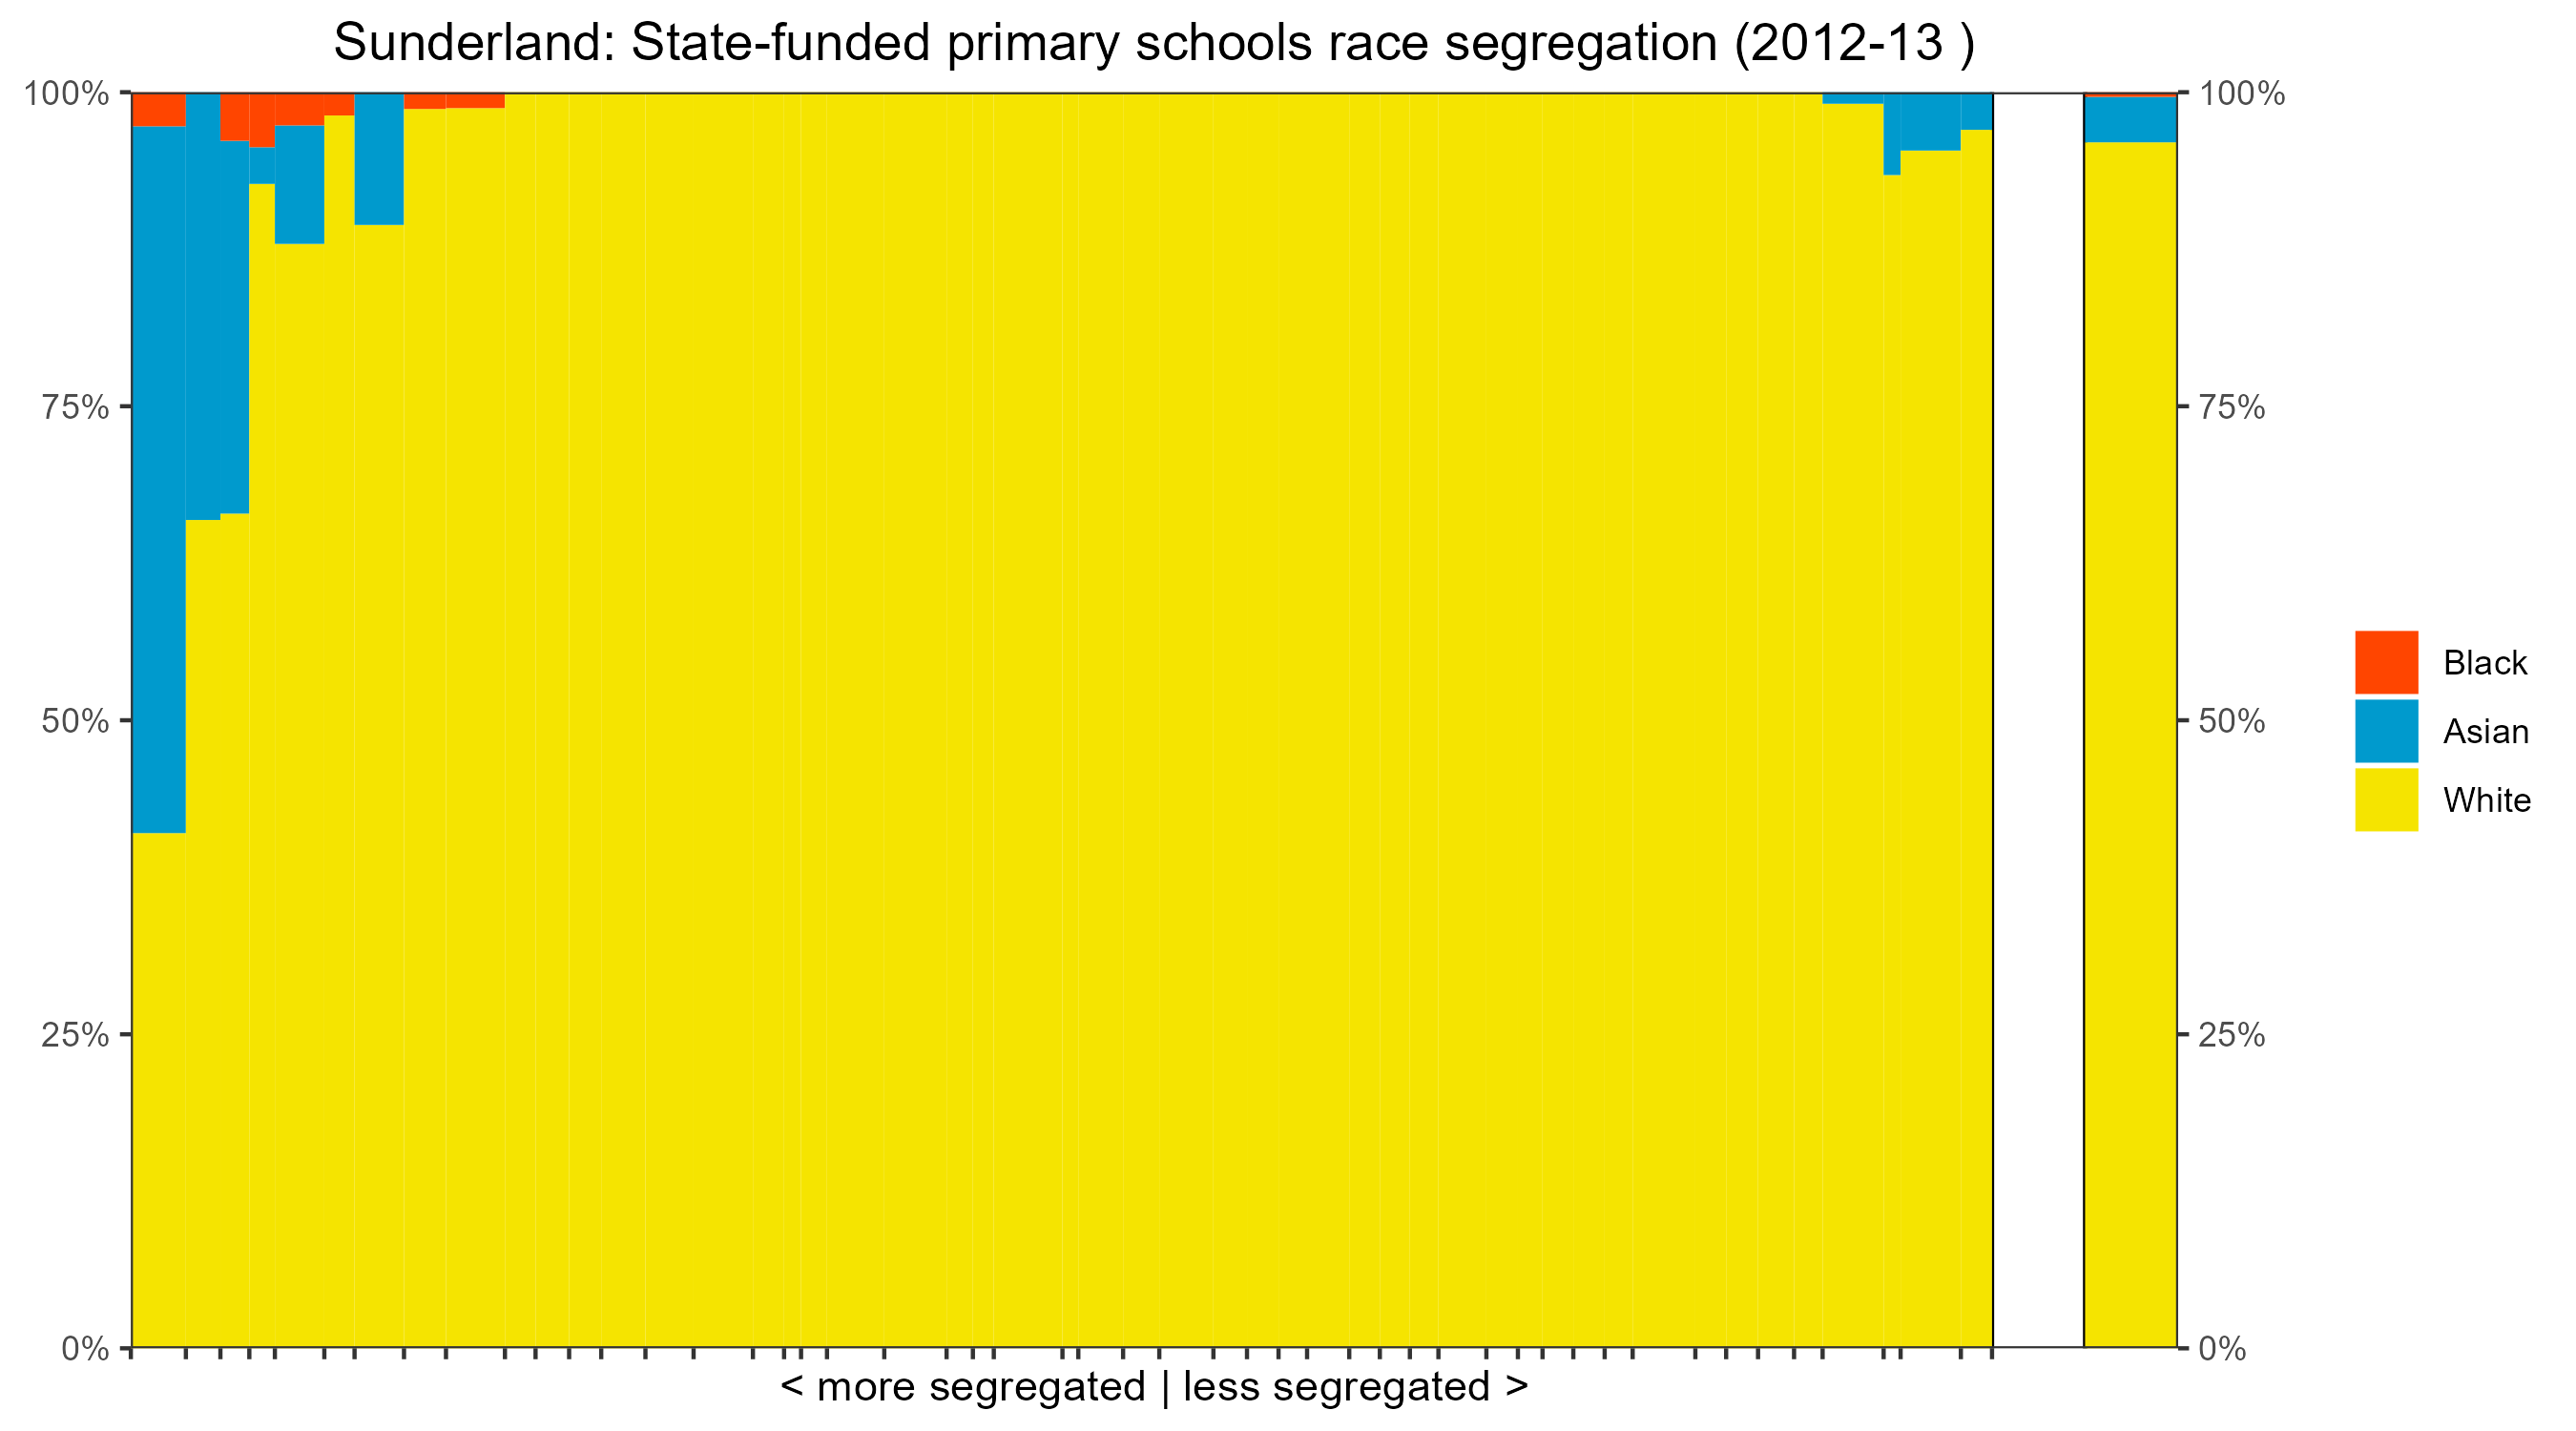 Sunderland: State-funded primary schools race segregation (2012-13 )
100%
75%
50%
25%
0%
100%
75%
50%
25%
0%
Black
Asian
White
< more segregated | less segregated >